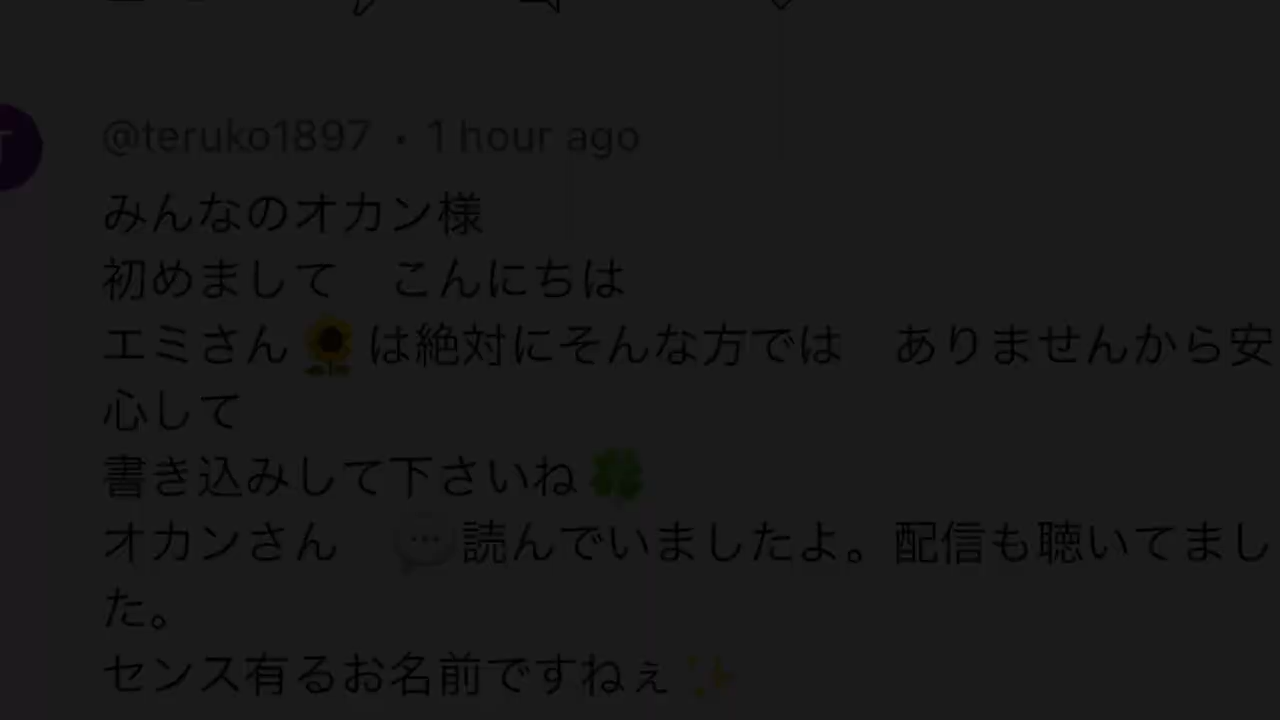 @teruko1897 · 1 hour ago
みんなのオカン様
初めまして　こんにちは
エミさん🌻は絶対にそんな方では　ありませんから安
心して
書き込みして下さいね🍀
オカンさん　💬読んでいましたよ。配信も聴いてまし
た。
センス有るお名前ですねぇ✨